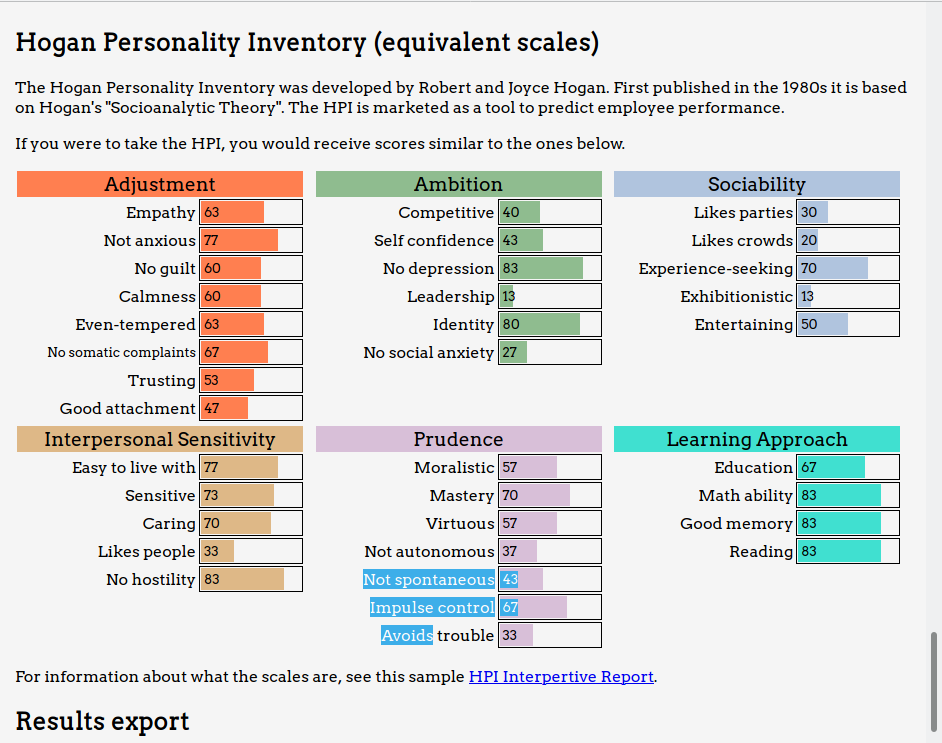 Hogan Personality Inventory (equivalent scales)
The Hogan Personality Inventory was developed by Robert and Joyce Hogan. First published in the 1980s it is based
on Hogan's "Socioanalytic Theory". The HPI is marketed as a tool to predict employee performance.
If you were to take the HPI, you would receive scores similar to the ones below.
Adjustment
Empathy 63
Not anxious 77
No guilt 60
Calmness 60
Even-tempered 63
No somatic complaints 67
Trusting 53
Good attachment 47
Ambition
Competitive 40
Self confidence 43
No depression 83
Leadership 13
Identity 80
No social anxiety 27
Sociability
Likes parties 30
Likes crowds 20
Experience-seeking 70
Exhibitionistic 13
Entertaining 50
Interpersonal Sensitivity
Easy to live with 77
Sensitive 73
Caring 70
Likes people 33
No hostility 83
Prudence
Moralistic 57
Mastery 70
Virtuous 57
Not autonomous 37
Not spontaneous 43
Impulse control 67
Avoids trouble 33
Learning Approach
Education 67
Math ability 83
Good memory 83
Reading 83
For information about what the scales are, see this sample HPI Interpertive Report.
Results export